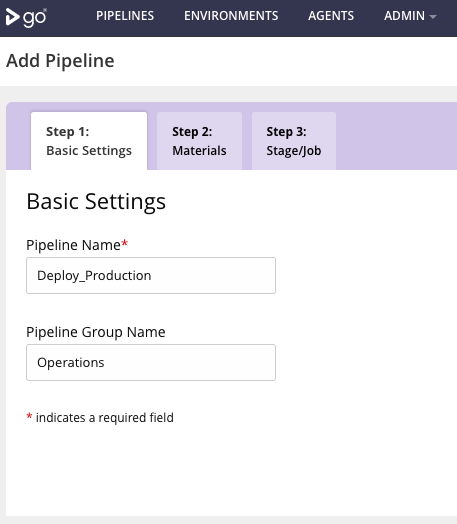 go
PIPELINES ENVIRONMENTS AGENTS ADMIN
Add Pipeline
Step 1:
Basic Settings
Step 2:
Materials
Step 3:
Stage/Job
Basic Settings
Pipeline Name*
Deploy_Production
Pipeline Group Name
Operations
* indicates a required field